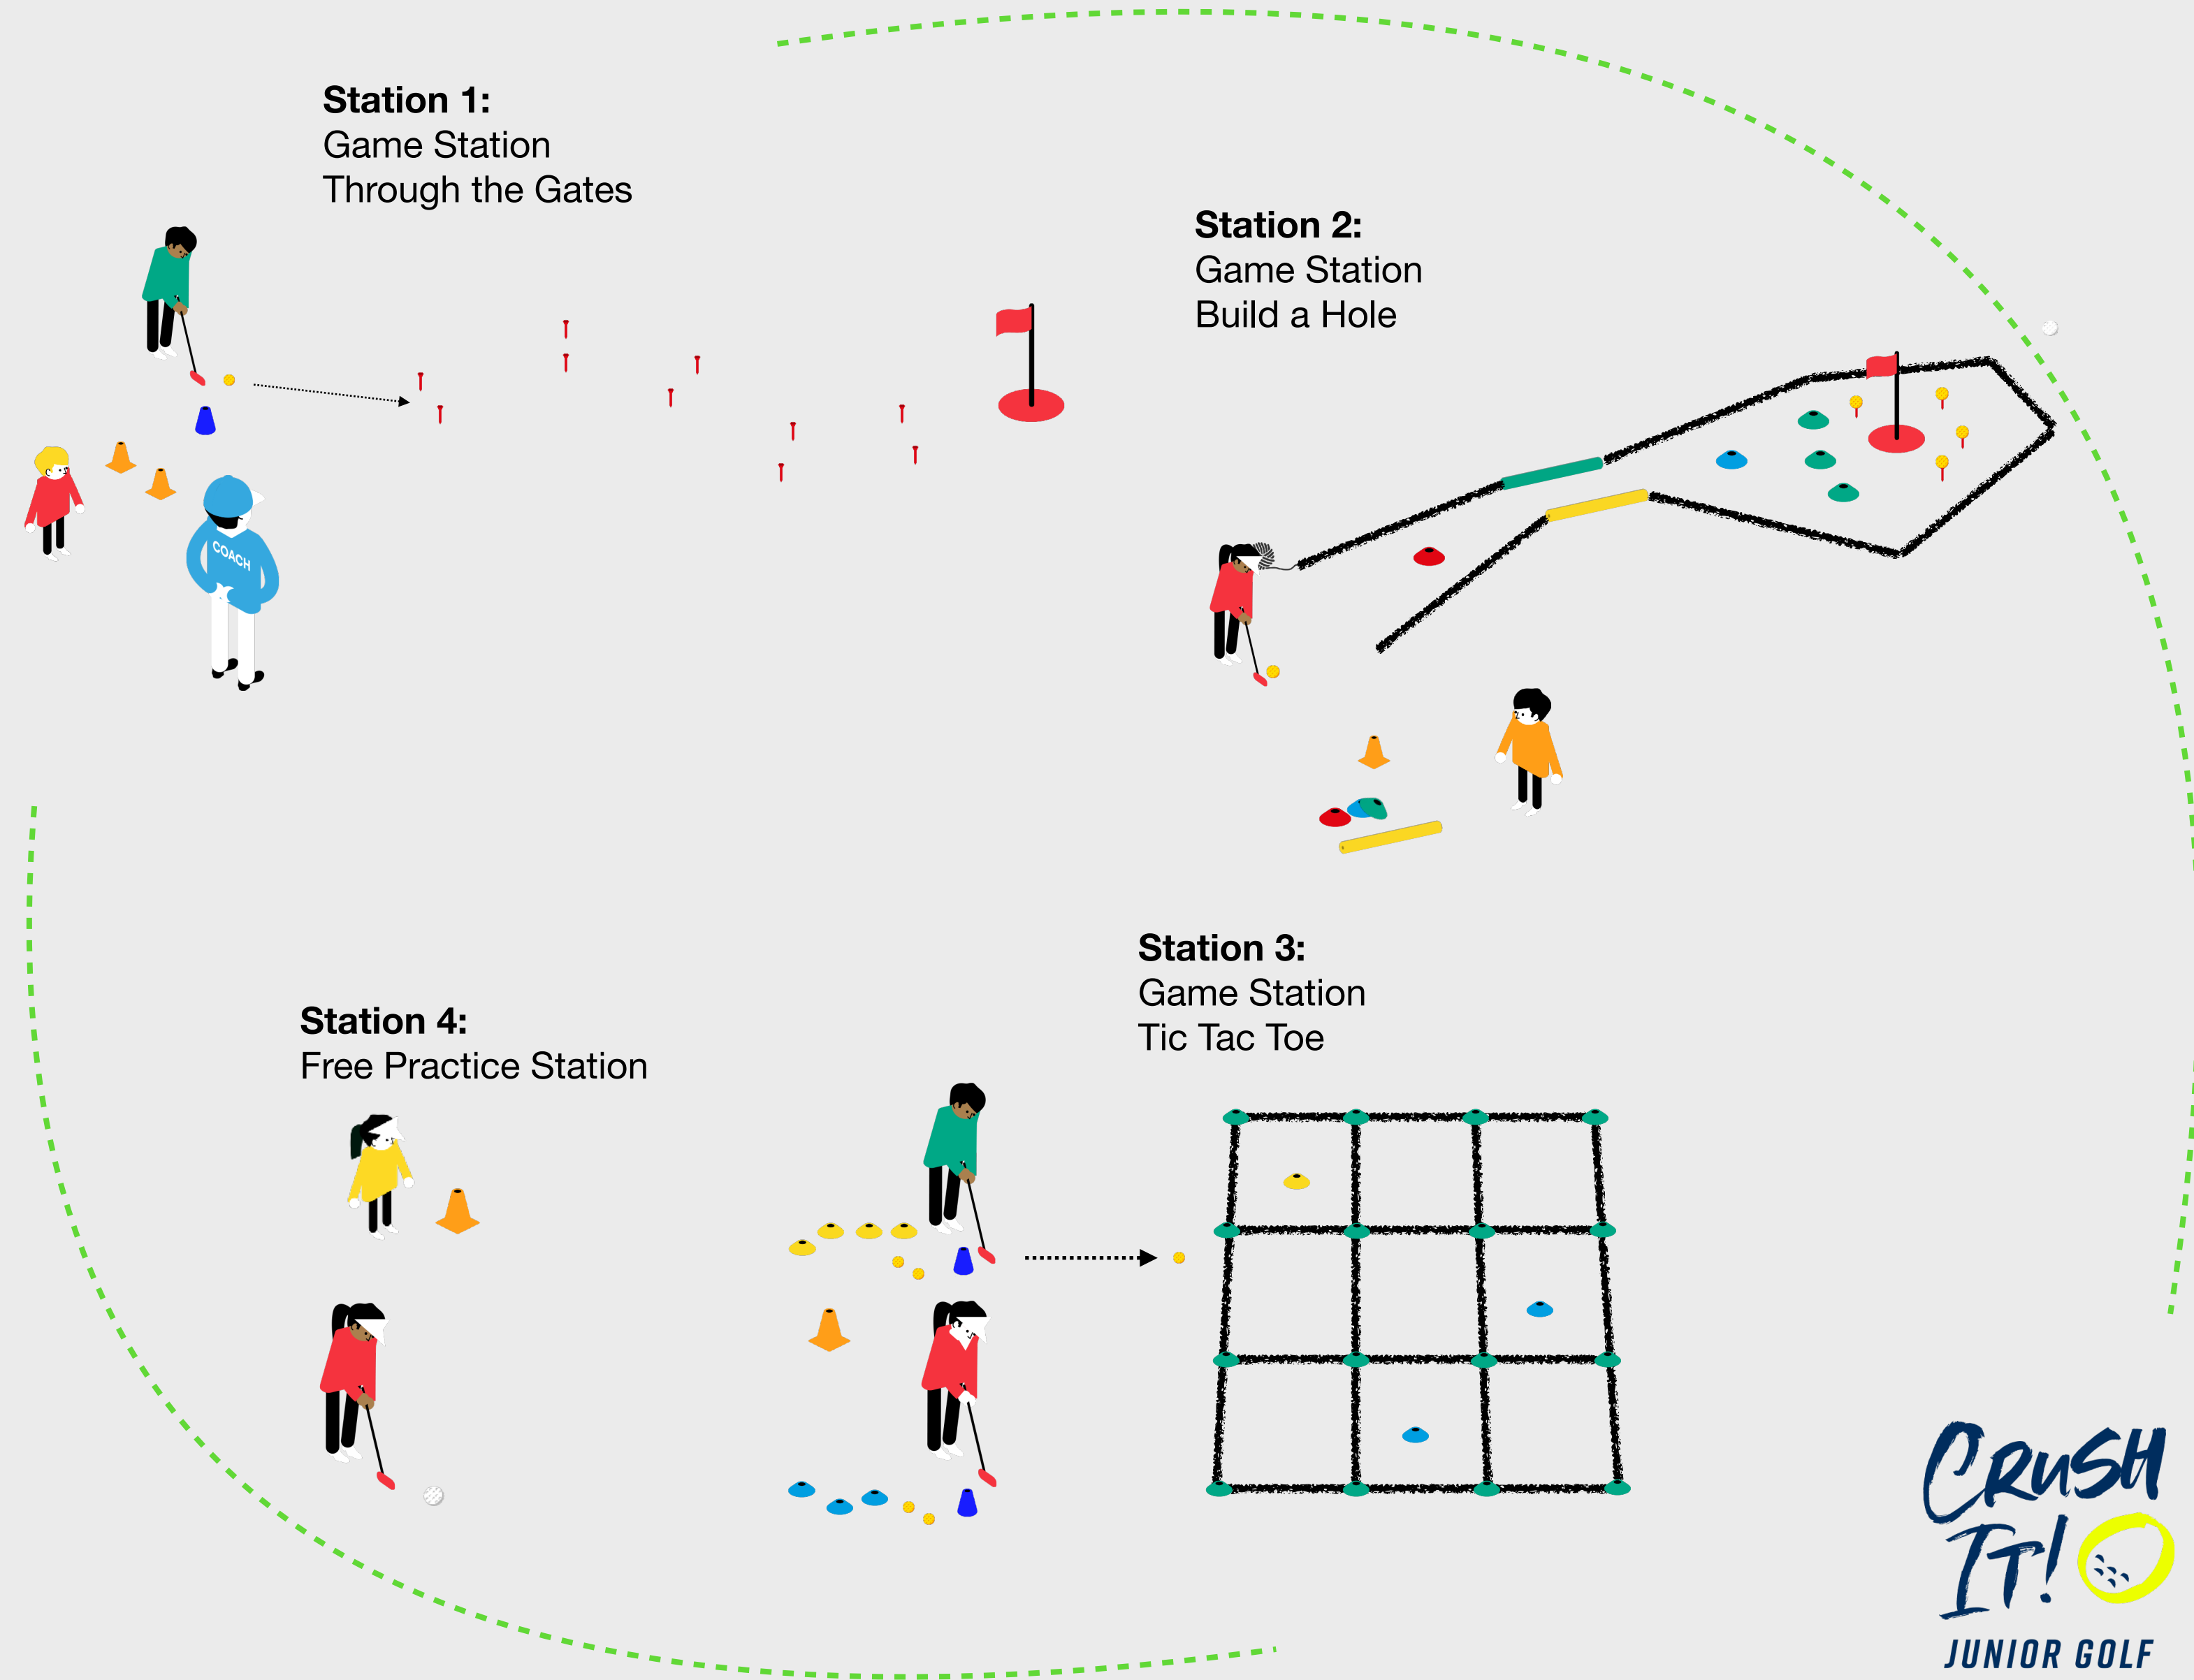 Station 1:
Game Station
Through the Gates
Station 2:
Game Station
Build a Hole
COACH
Station 3:
Game Station
Tic Tac Toe
Station 4:
Free Practice Station
CRUSH
IT!
JUNIOR GOLF